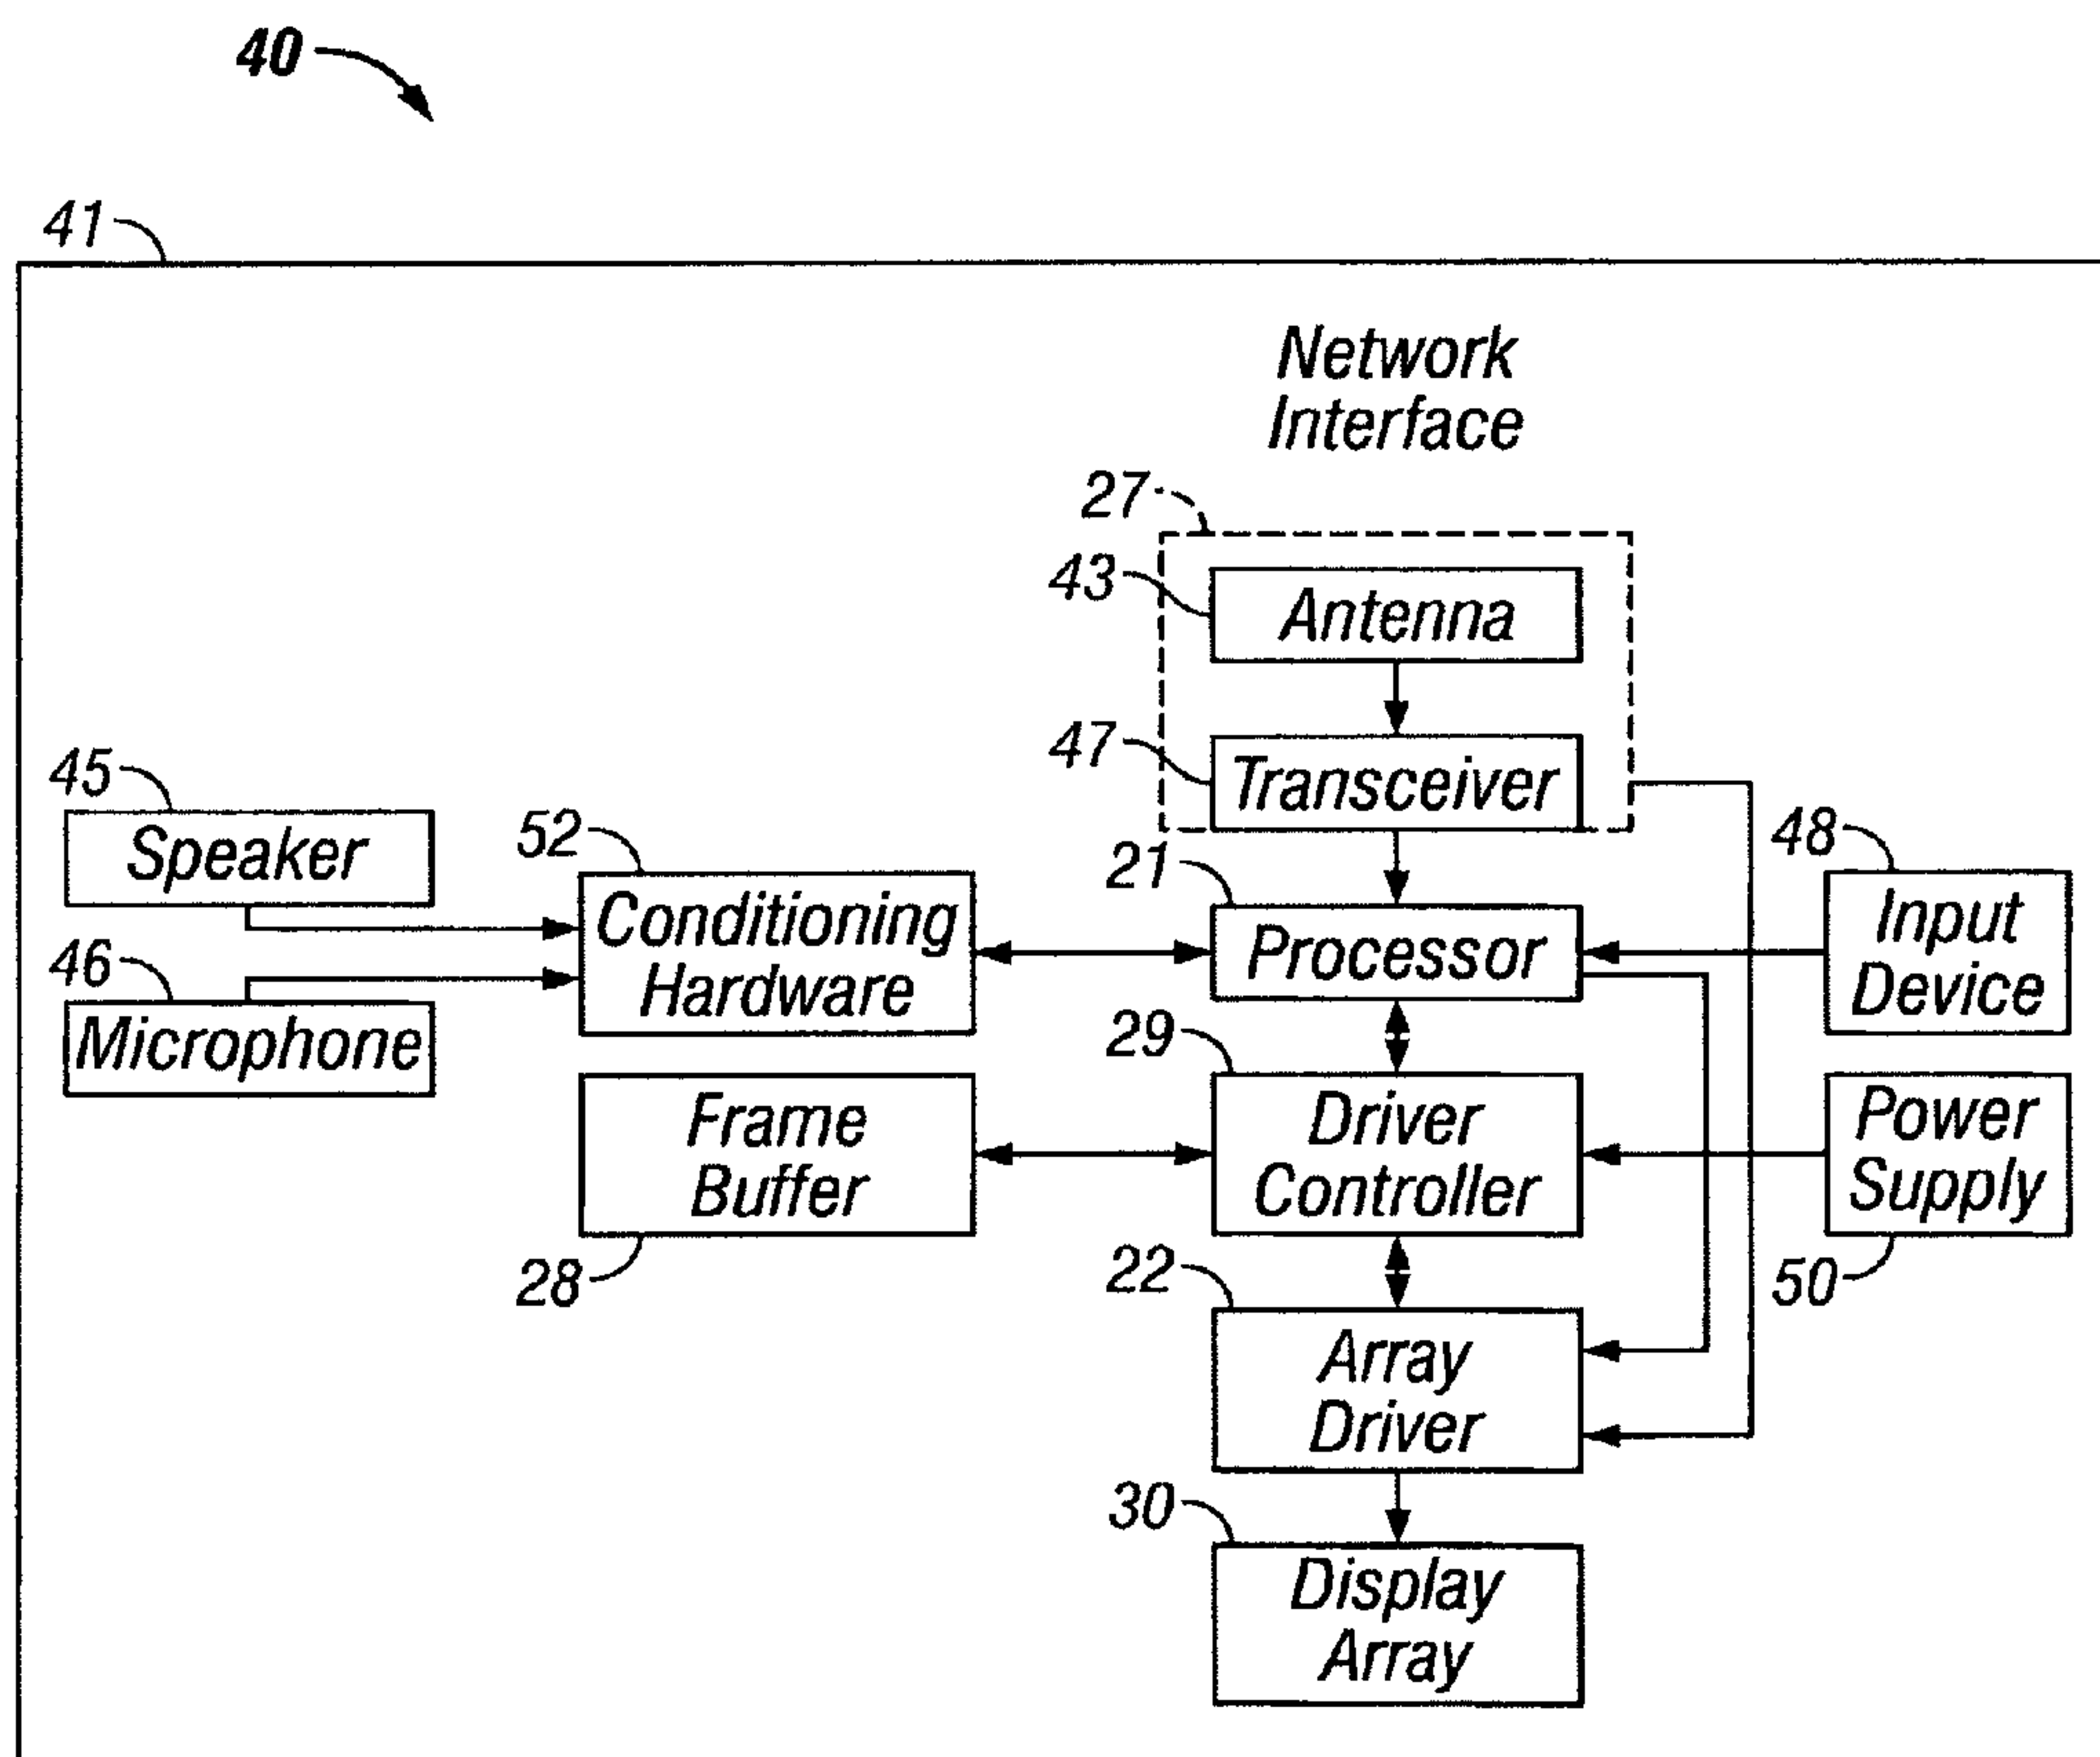 40
41
Network
Interface
27
43
Antenna
47
Transceiver
45
Speaker
52
Conditioning
Hardware
21
Processor
48
Input
Device
46
Microphone
29
Driver
Controller
Frame
Buffer
28
Power
Supply
50
22
Array
Driver
30
Display
Array